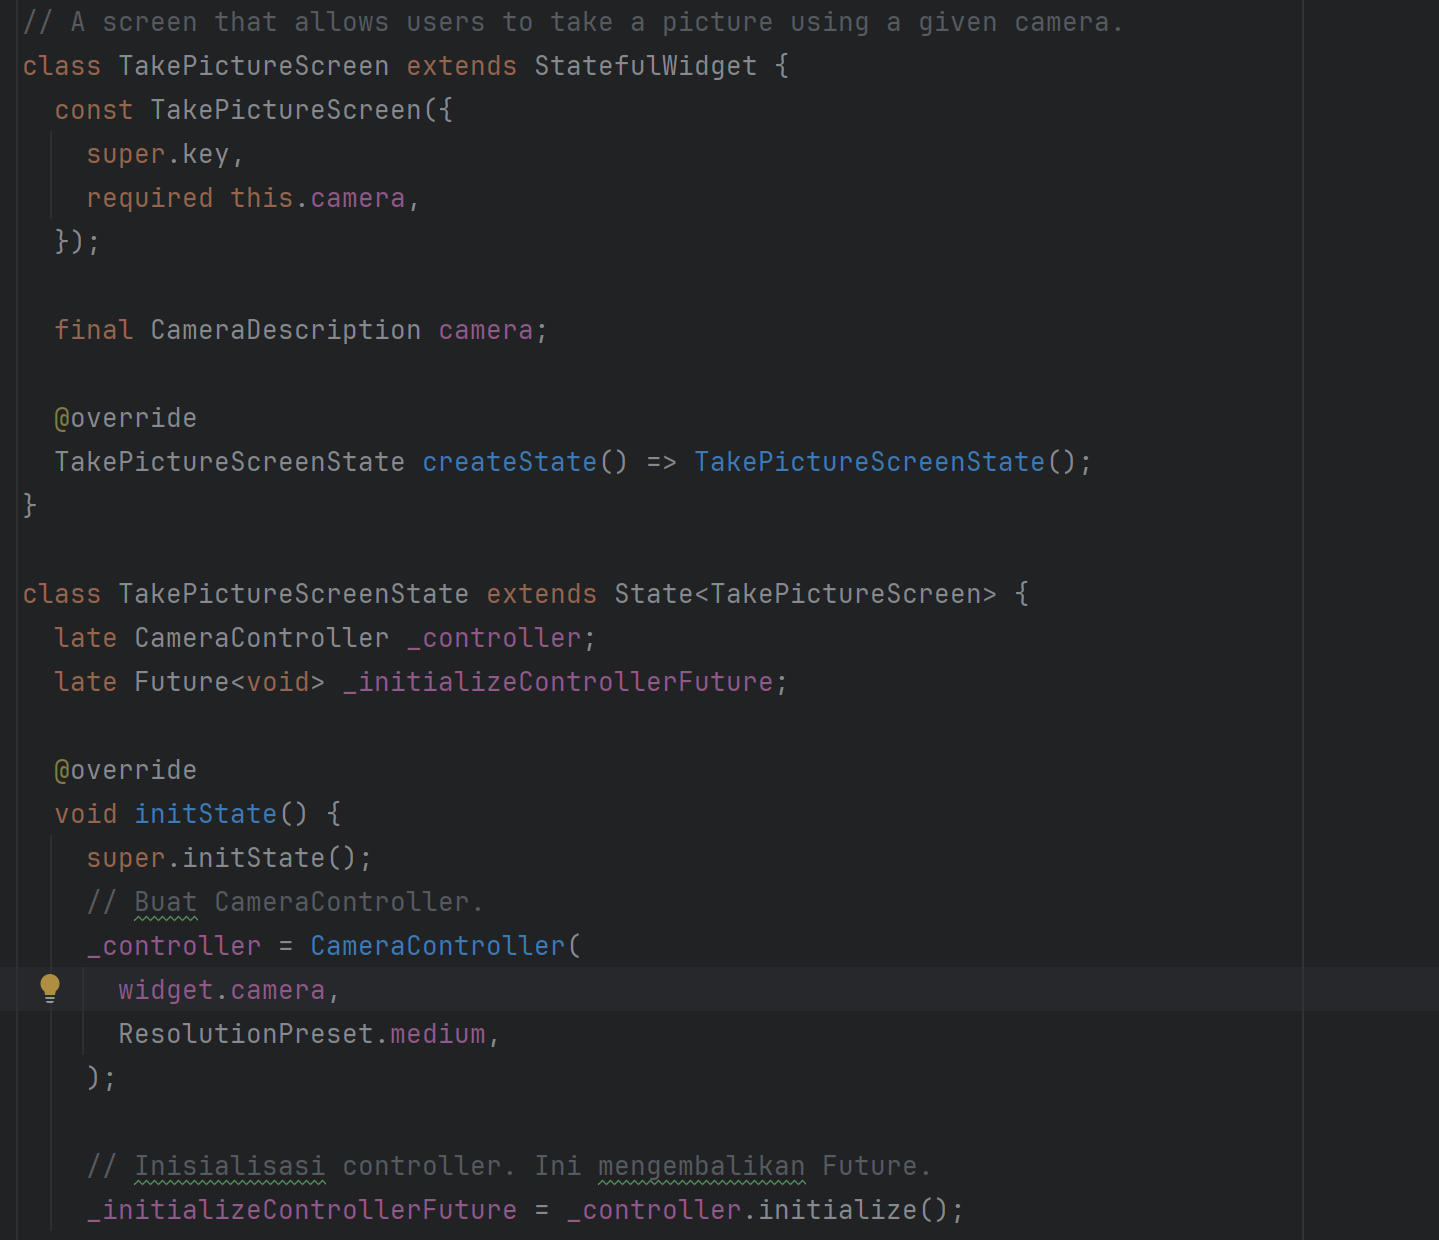 // A screen that allows users to take a picture using a given camera.
class TakePictureScreen extends StatefulWidget {
  const TakePictureScreen({
    super.key,
    required this.camera,
  });

  final CameraDescription camera;

  @override
  TakePictureScreenState createState() => TakePictureScreenState();
}

class TakePictureScreenState extends State<TakePictureScreen> {
  late CameraController _controller;
  late Future<void> _initializeControllerFuture;

  @override
  void initState() {
    super.initState();
    // Buat CameraController.
    _controller = CameraController(
      widget.camera,
      ResolutionPreset.medium,
    );

    // Inisialisasi controller. Ini mengembalikan Future.
    _initializeControllerFuture = _controller.initialize();